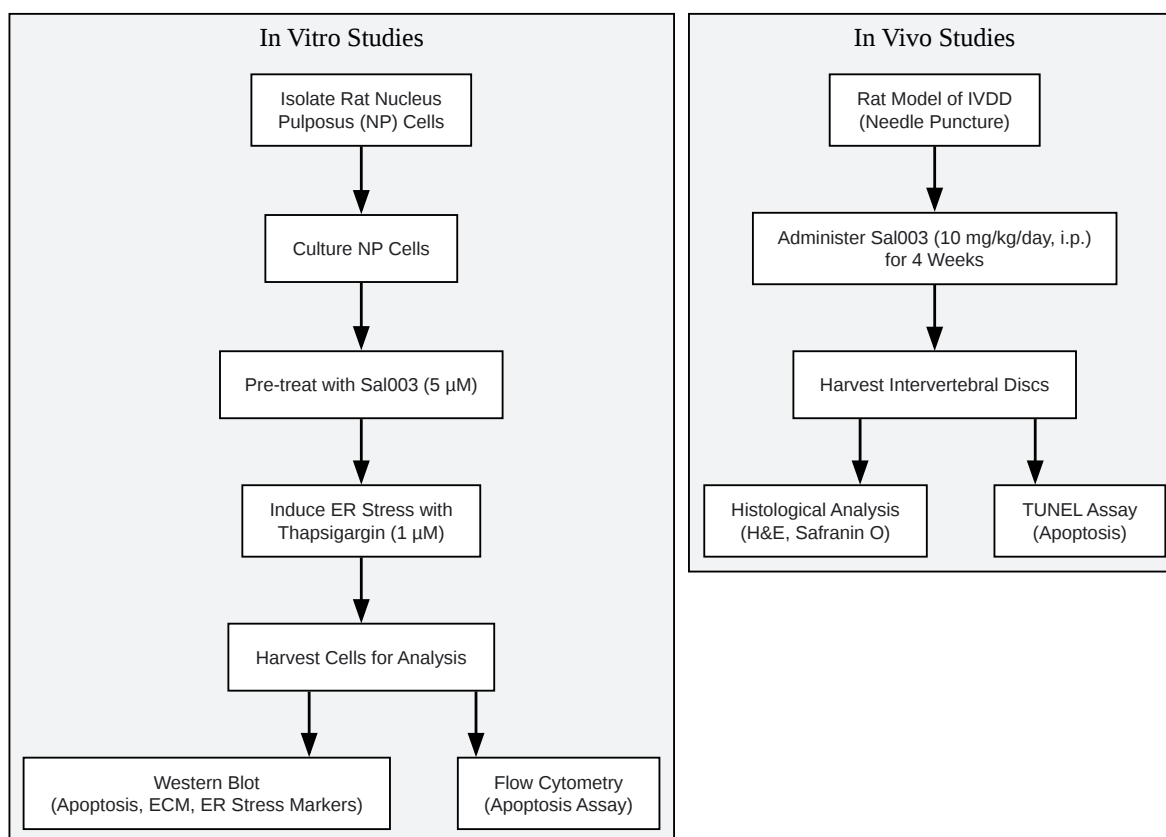 In Vitro Studies
Isolate Rat Nucleus
Pulposus (NP) Cells
Culture NP Cells
Pre-treat with Sal003 (5 µM)
Induce ER Stress with
Thapsigargin (1 µM)
Harvest Cells for Analysis
Western Blot
(Apoptosis, ECM, ER Stress Markers)
Flow Cytometry
(Apoptosis Assay)
In Vivo Studies
Rat Model of IVDD
(Needle Puncture)
Administer Sal003 (10 mg/kg/day, i.p.)
for 4 Weeks
Harvest Intervertebral Discs
Histological Analysis
(H&E, Safranin O)
TUNEL Assay
(Apoptosis)